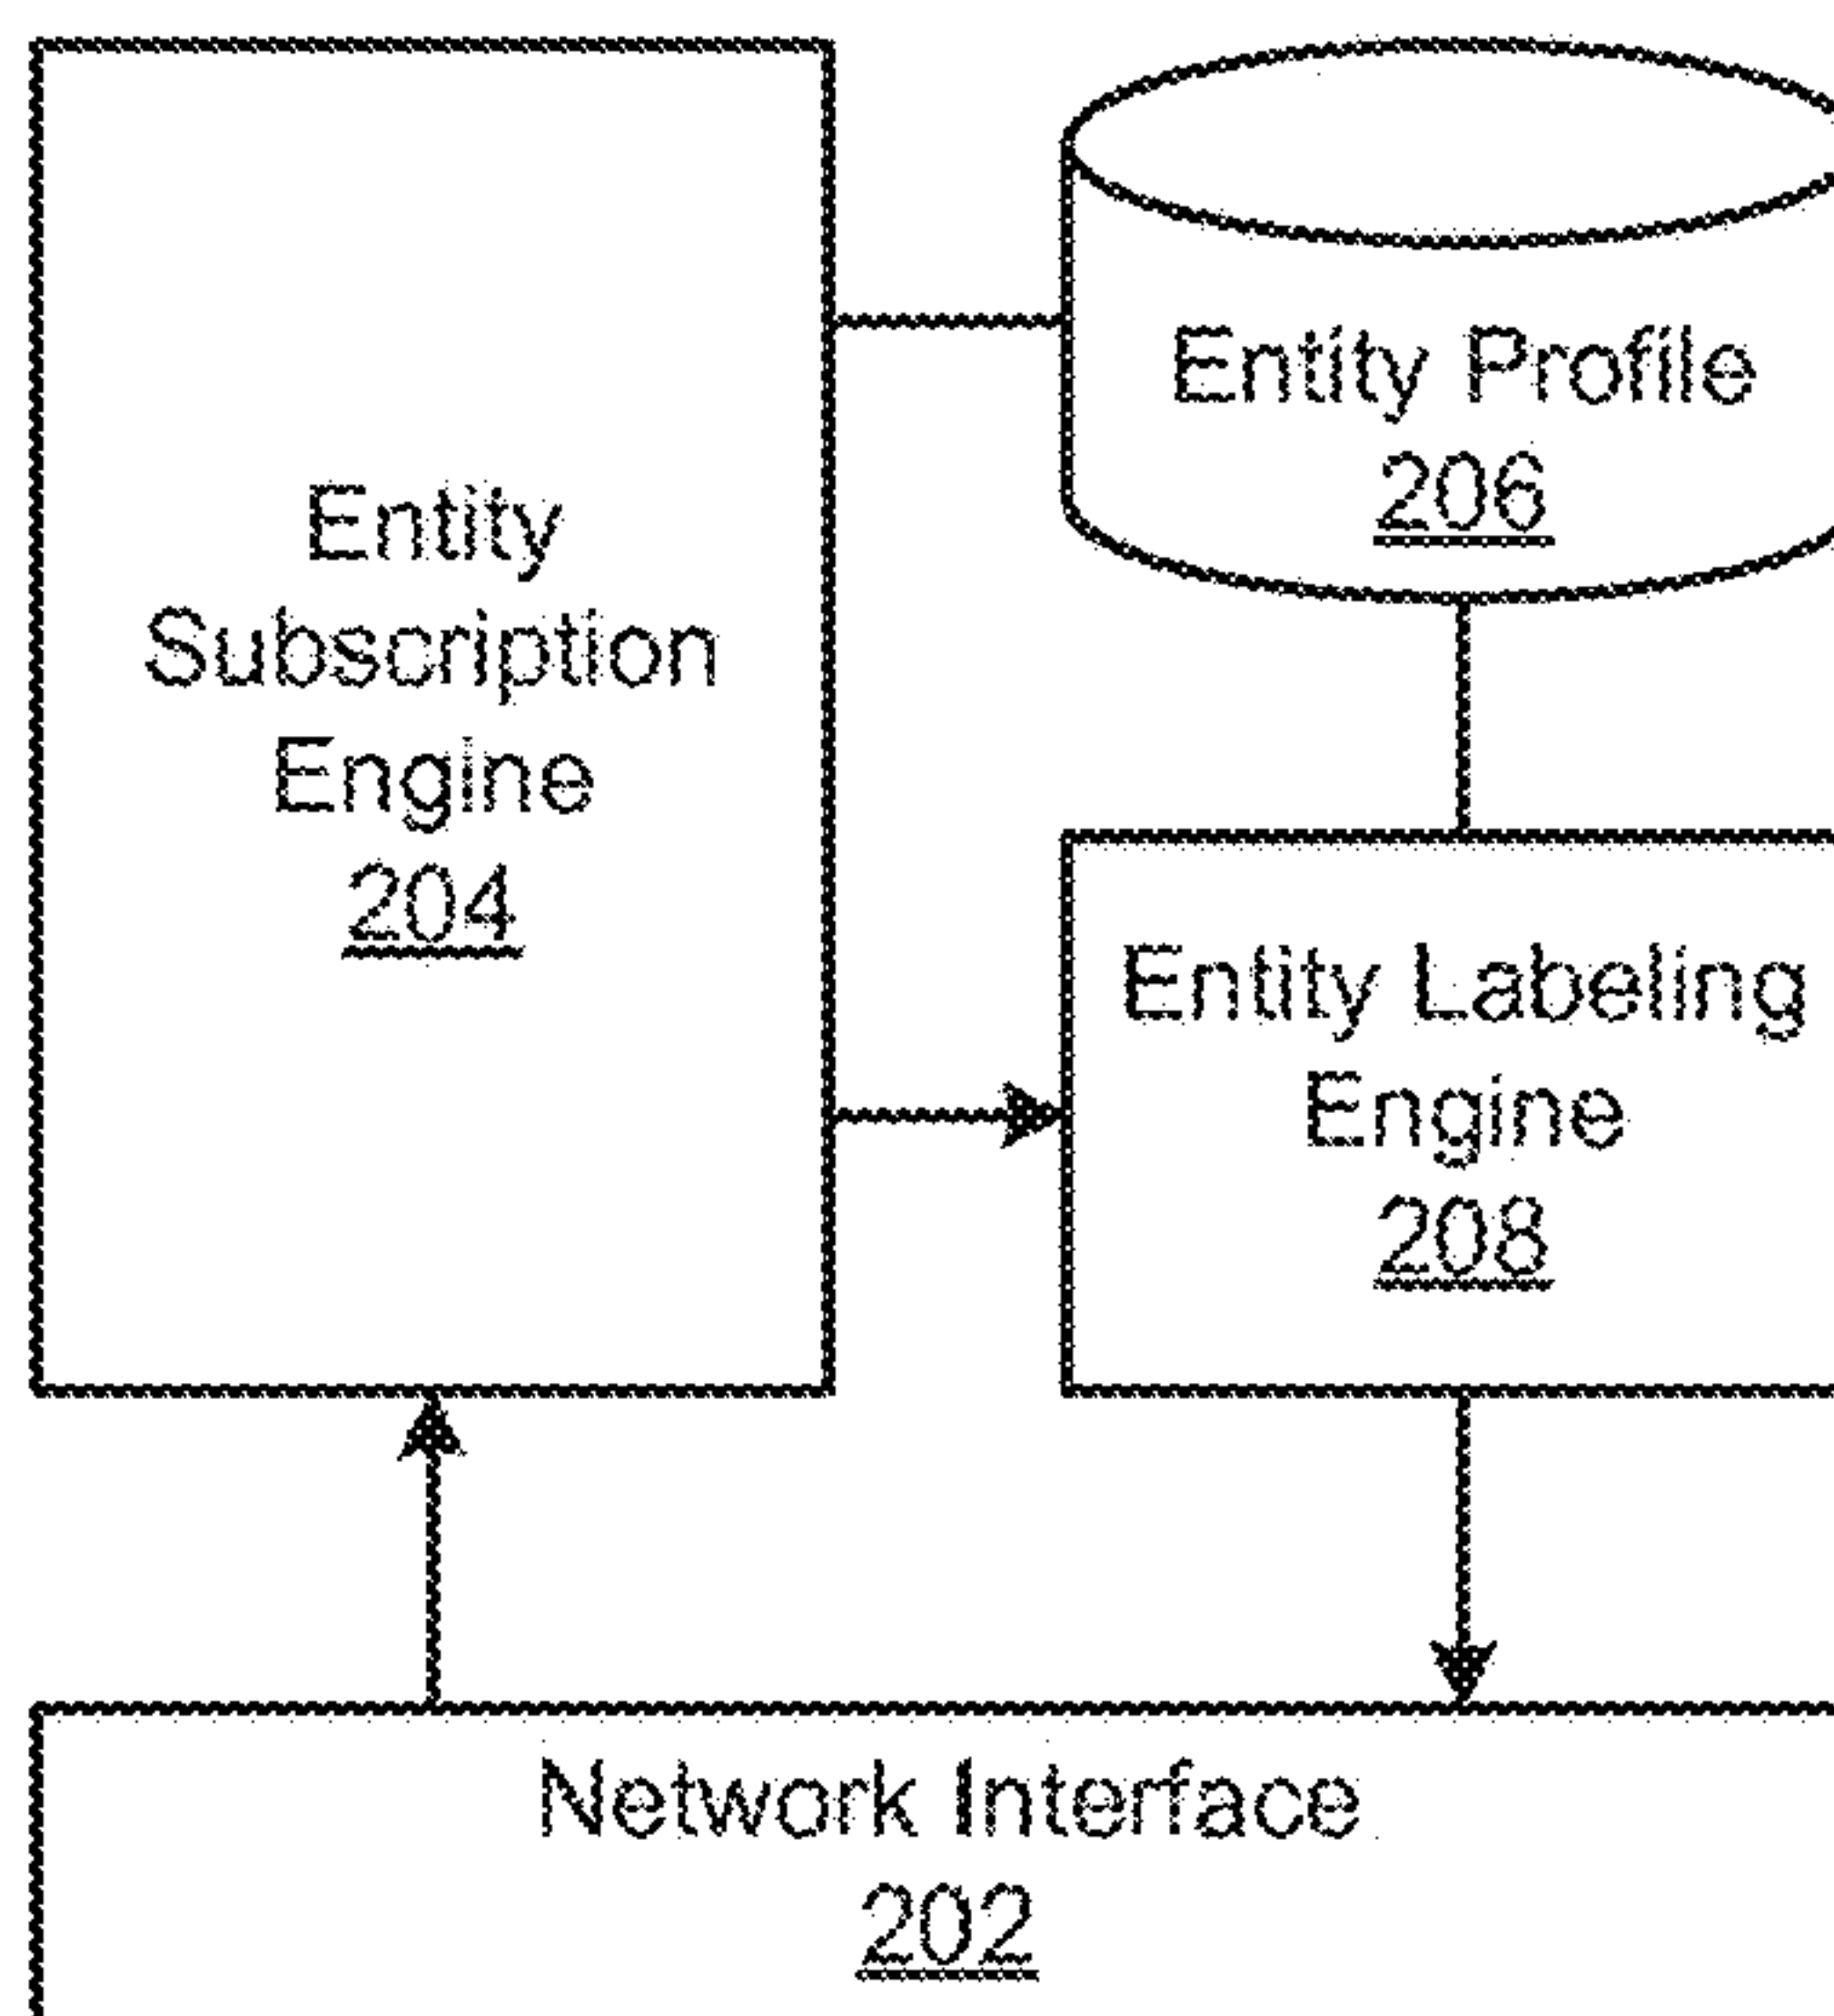 Entity
Subscription
Engine
204
Entity Profile
206
Entity Labeling
Engine
208
Network Interface
202